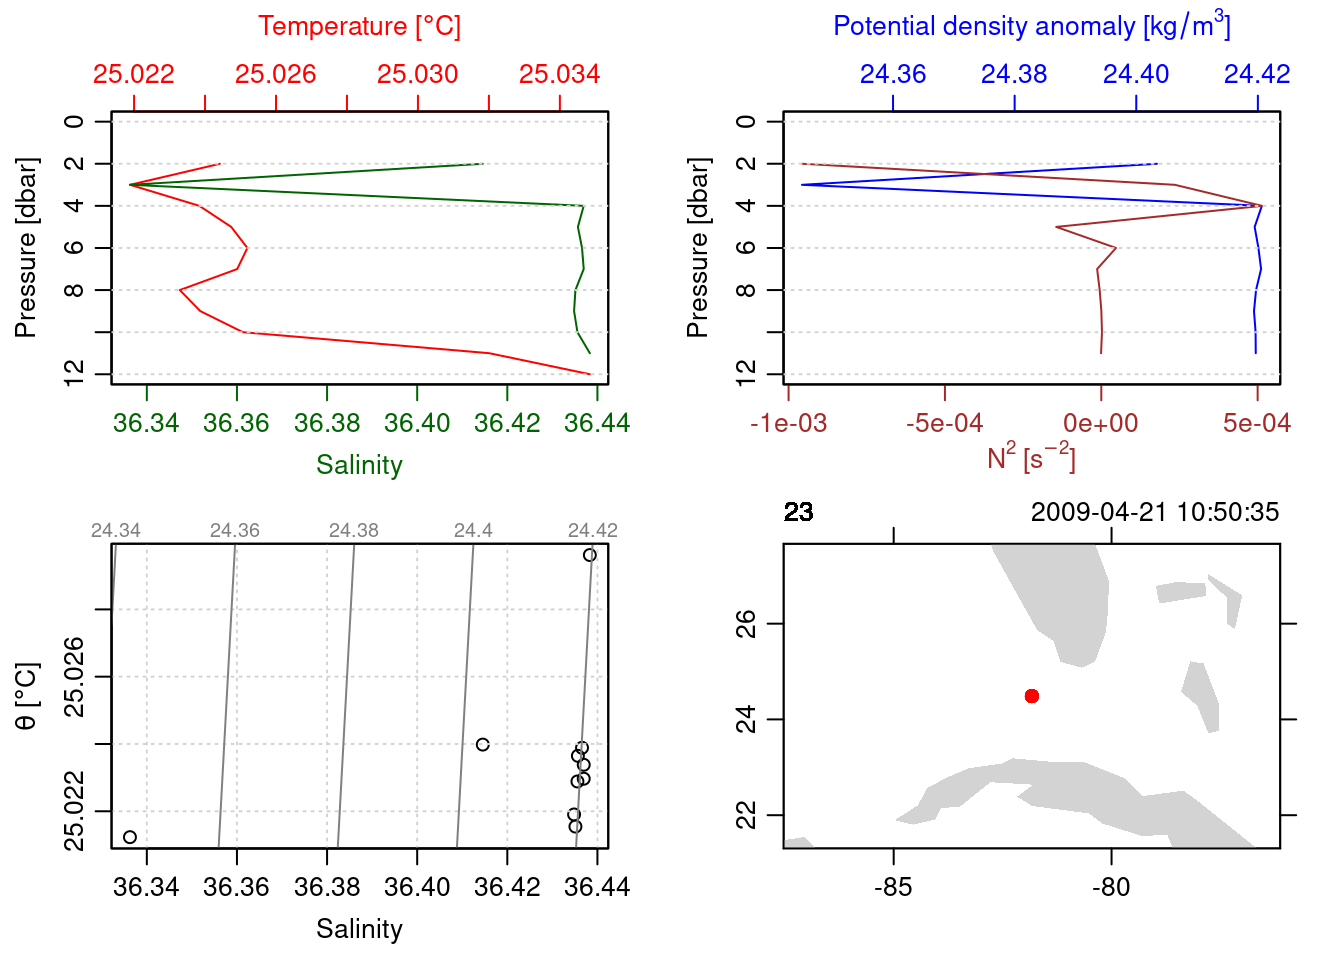 Temperature [°C]
25.022 25.026 25.030 25.034
Pressure [dbar]
0
2
4
6
8
12
36.34 36.36 36.38 36.40 36.42 36.44
Salinity
Potential density anomaly [kg/m³]
24.36 24.38 24.40 24.42
Pressure [dbar]
0
2
4
6
8
12
-1e-03 -5e-04 0e+00 5e-04
N² [s⁻²]
24.34 24.36 24.38 24.4 24.42
θ [°C]
25.026
25.022
36.34 36.36 36.38 36.40 36.42 36.44
Salinity
23 2009-04-21 10:50:35
26
24
22
-85 -80